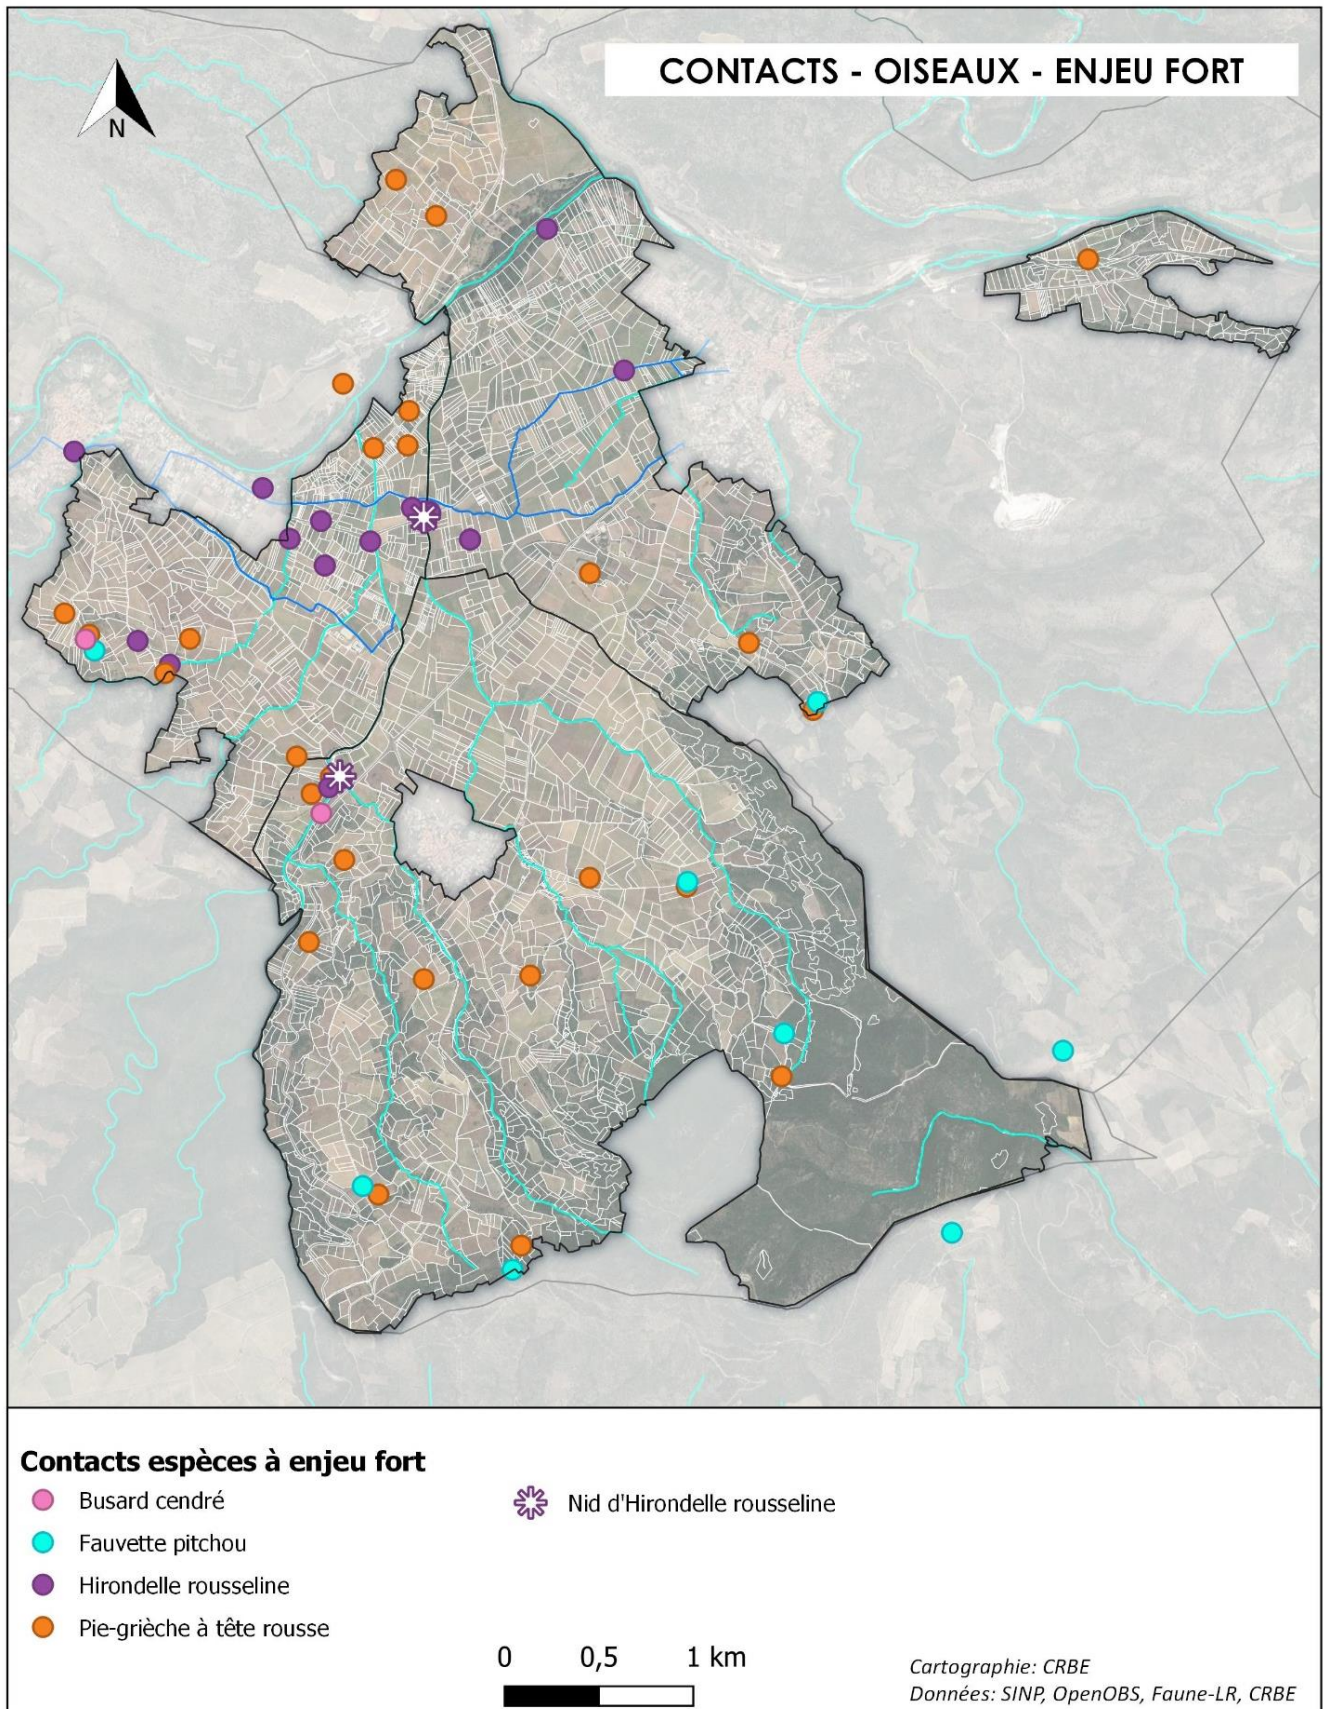 CONTACTS - OISEAUX - ENJEU FORT
N
Contacts espèces à enjeu fort
Busard cendré
Fauvette pitchou
Hirondelle rousseline
Pie-grièche à tête rousse
Nid d'Hirondelle rousseline
0 0,5 1 km
Cartographie: CRBE
Données: SINP, OpenOBS, Faune-LR, CRBE